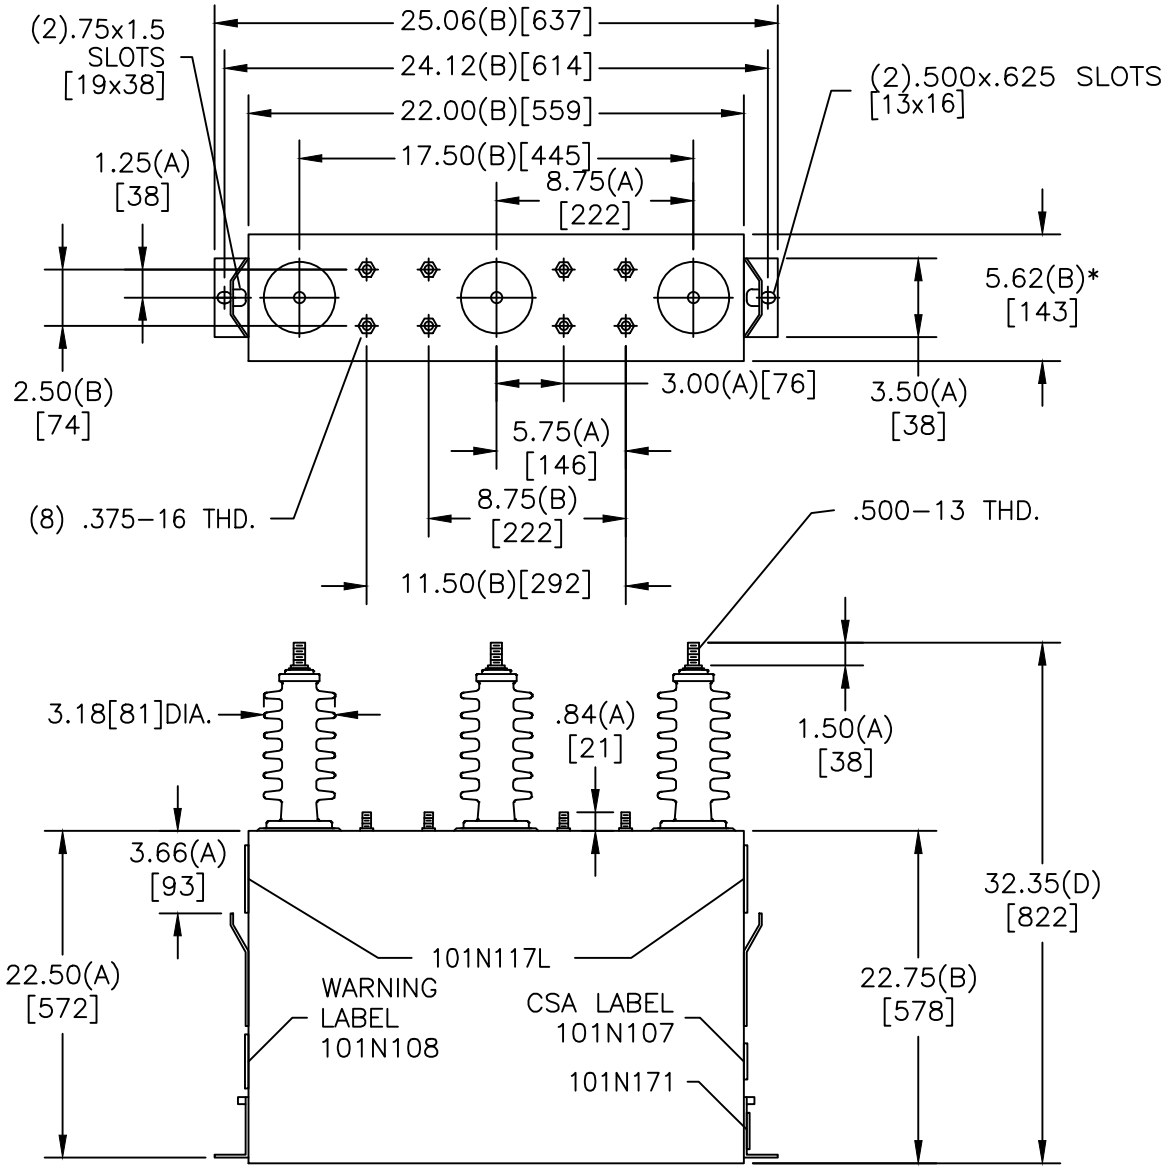 25.06(B)[637]
(2).75x1.5
SLOTS
[19x38]
24.12(B)[614]
(2).500x.625 SLOTS
[13x16]
22.00(B)[559]
17.50(B)[445]
1.25(A)
[38]
8.75(A)
[222]
5.62(B)*
[143]
2.50(B)
[74]
3.00(A)[76]
3.50(A)
[38]
5.75(A)
[146]
8.75(B)
[222]
(8) .375-16 THD.
.500-13 THD.
11.50(B)[292]
3.18[81]DIA.
.84(A)
[21]
1.50(A)
[38]
3.66(A)
[93]
32.35(D)
[822]
101N117L
22.50(A)
[572]
WARNING
LABEL
101N108
CSA LABEL
101N107
22.75(B)
[578]
101N171